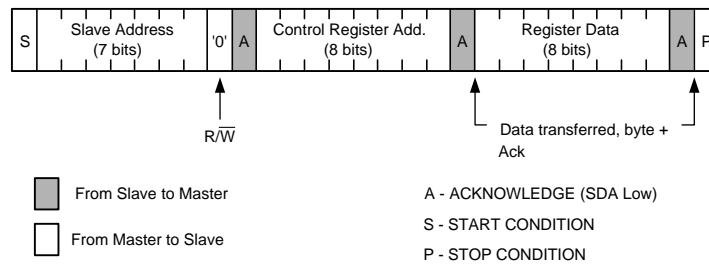 S Slave Address (7 bits) '0' A Control Register Add. (8 bits) A Register Data (8 bits) A P
R/W̅
Data transferred, byte +
Ack
From Slave to Master
From Master to Slave
A - ACKNOWLEDGE (SDA Low)
S - START CONDITION
P - STOP CONDITION